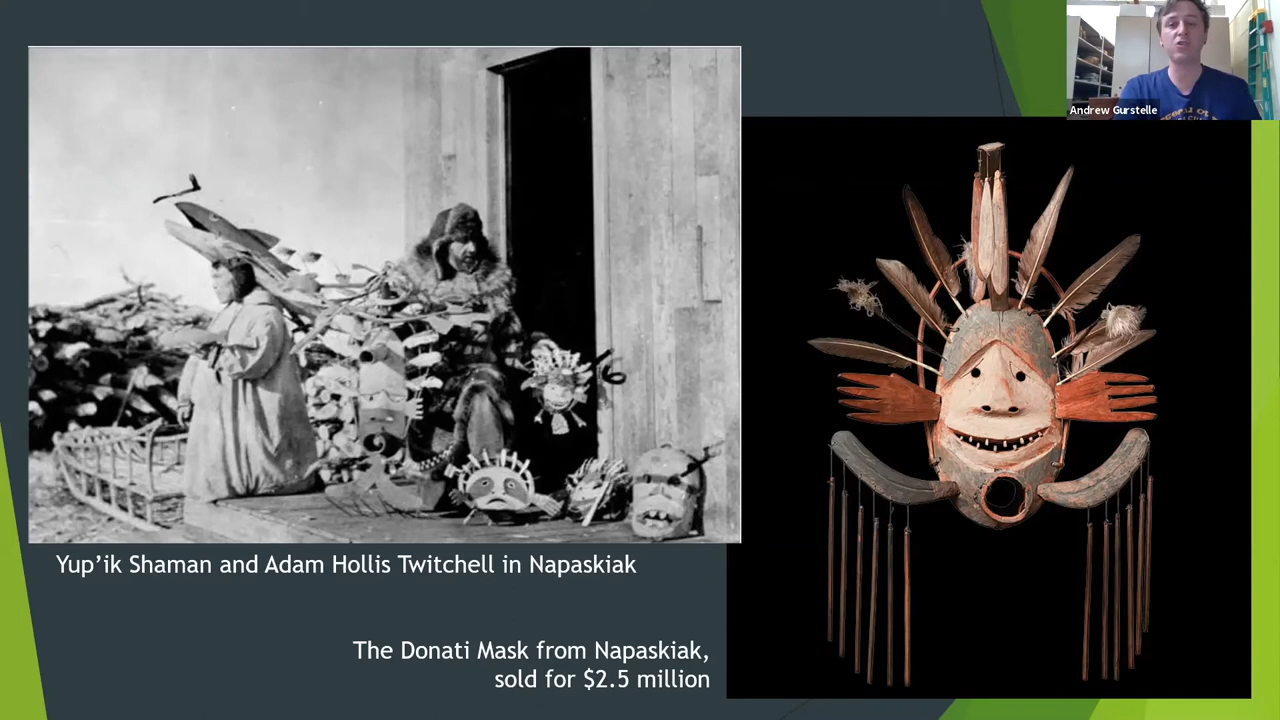 Andrew Gurstelle
Yup’ik Shaman and Adam Hollis Twitchell in Napaskiak
The Donati Mask from Napaskiak,
sold for $2.5 million